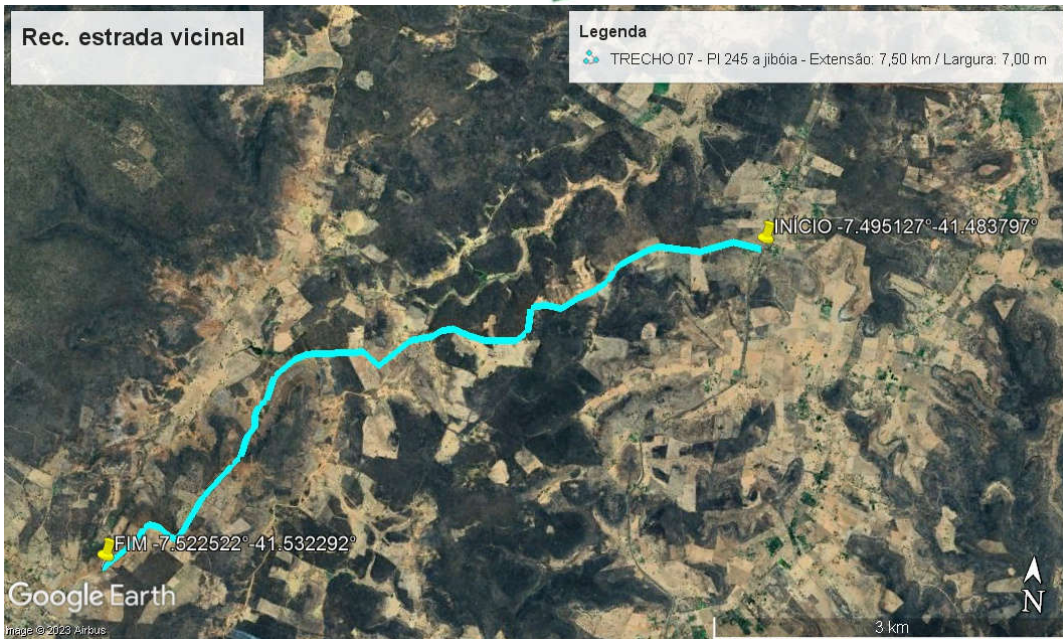 Rec. estrada vicinal
Legenda
TRECHO 07 - PI 245 a jibóia - Extensão: 7,50 km / Largura: 7,00 m
INÍCIO -7.495127°-41.483797°
FIM -7.522522°-41.532292°
Google Earth
Image © 2023 Airbus
N
3 km